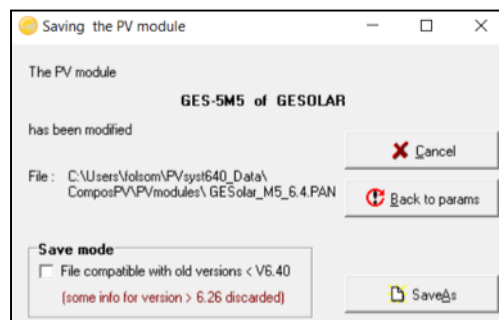 Saving the PV module
The PV module
GES-5M5 of GESOLAR
has been modified
File : C:\Users\folsom\PVsyst640_Data\
ComposPV\PVmodules\ GESolar_M5_6.4.PAN
Cancel
Back to params
Save mode
File compatible with old versions < V6.40
(some info for version > 6.26 discarded)
SaveAs